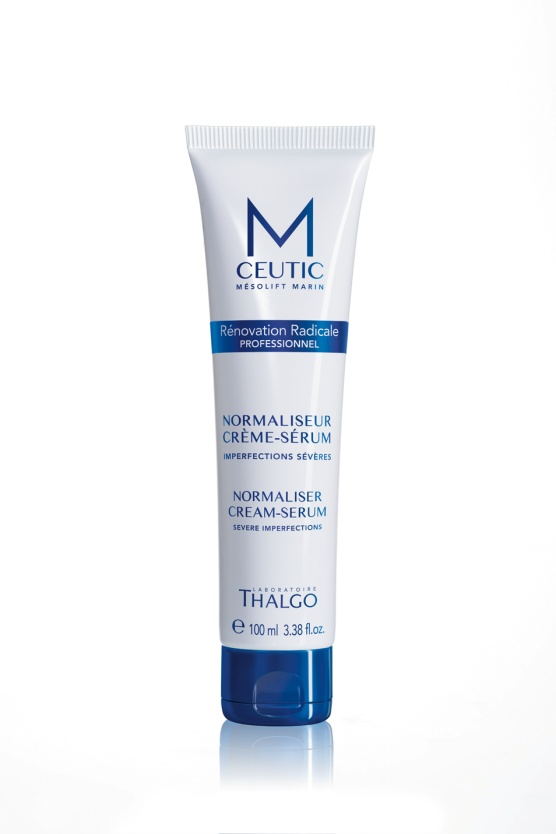 M
CEUTIC
MÉSOLIFT MARIN
Rénovation Radicale
PROFESSIONNEL
NORMALISEUR
CRÈME-SÉRUM
IMPERFECTIONS SÉVÈRES
NORMALISER
CREAM-SERUM
SEVERE IMPERFECTIONS
LABORATOIRE
THALGO
℮ 100 ml 3.38 fl.oz.